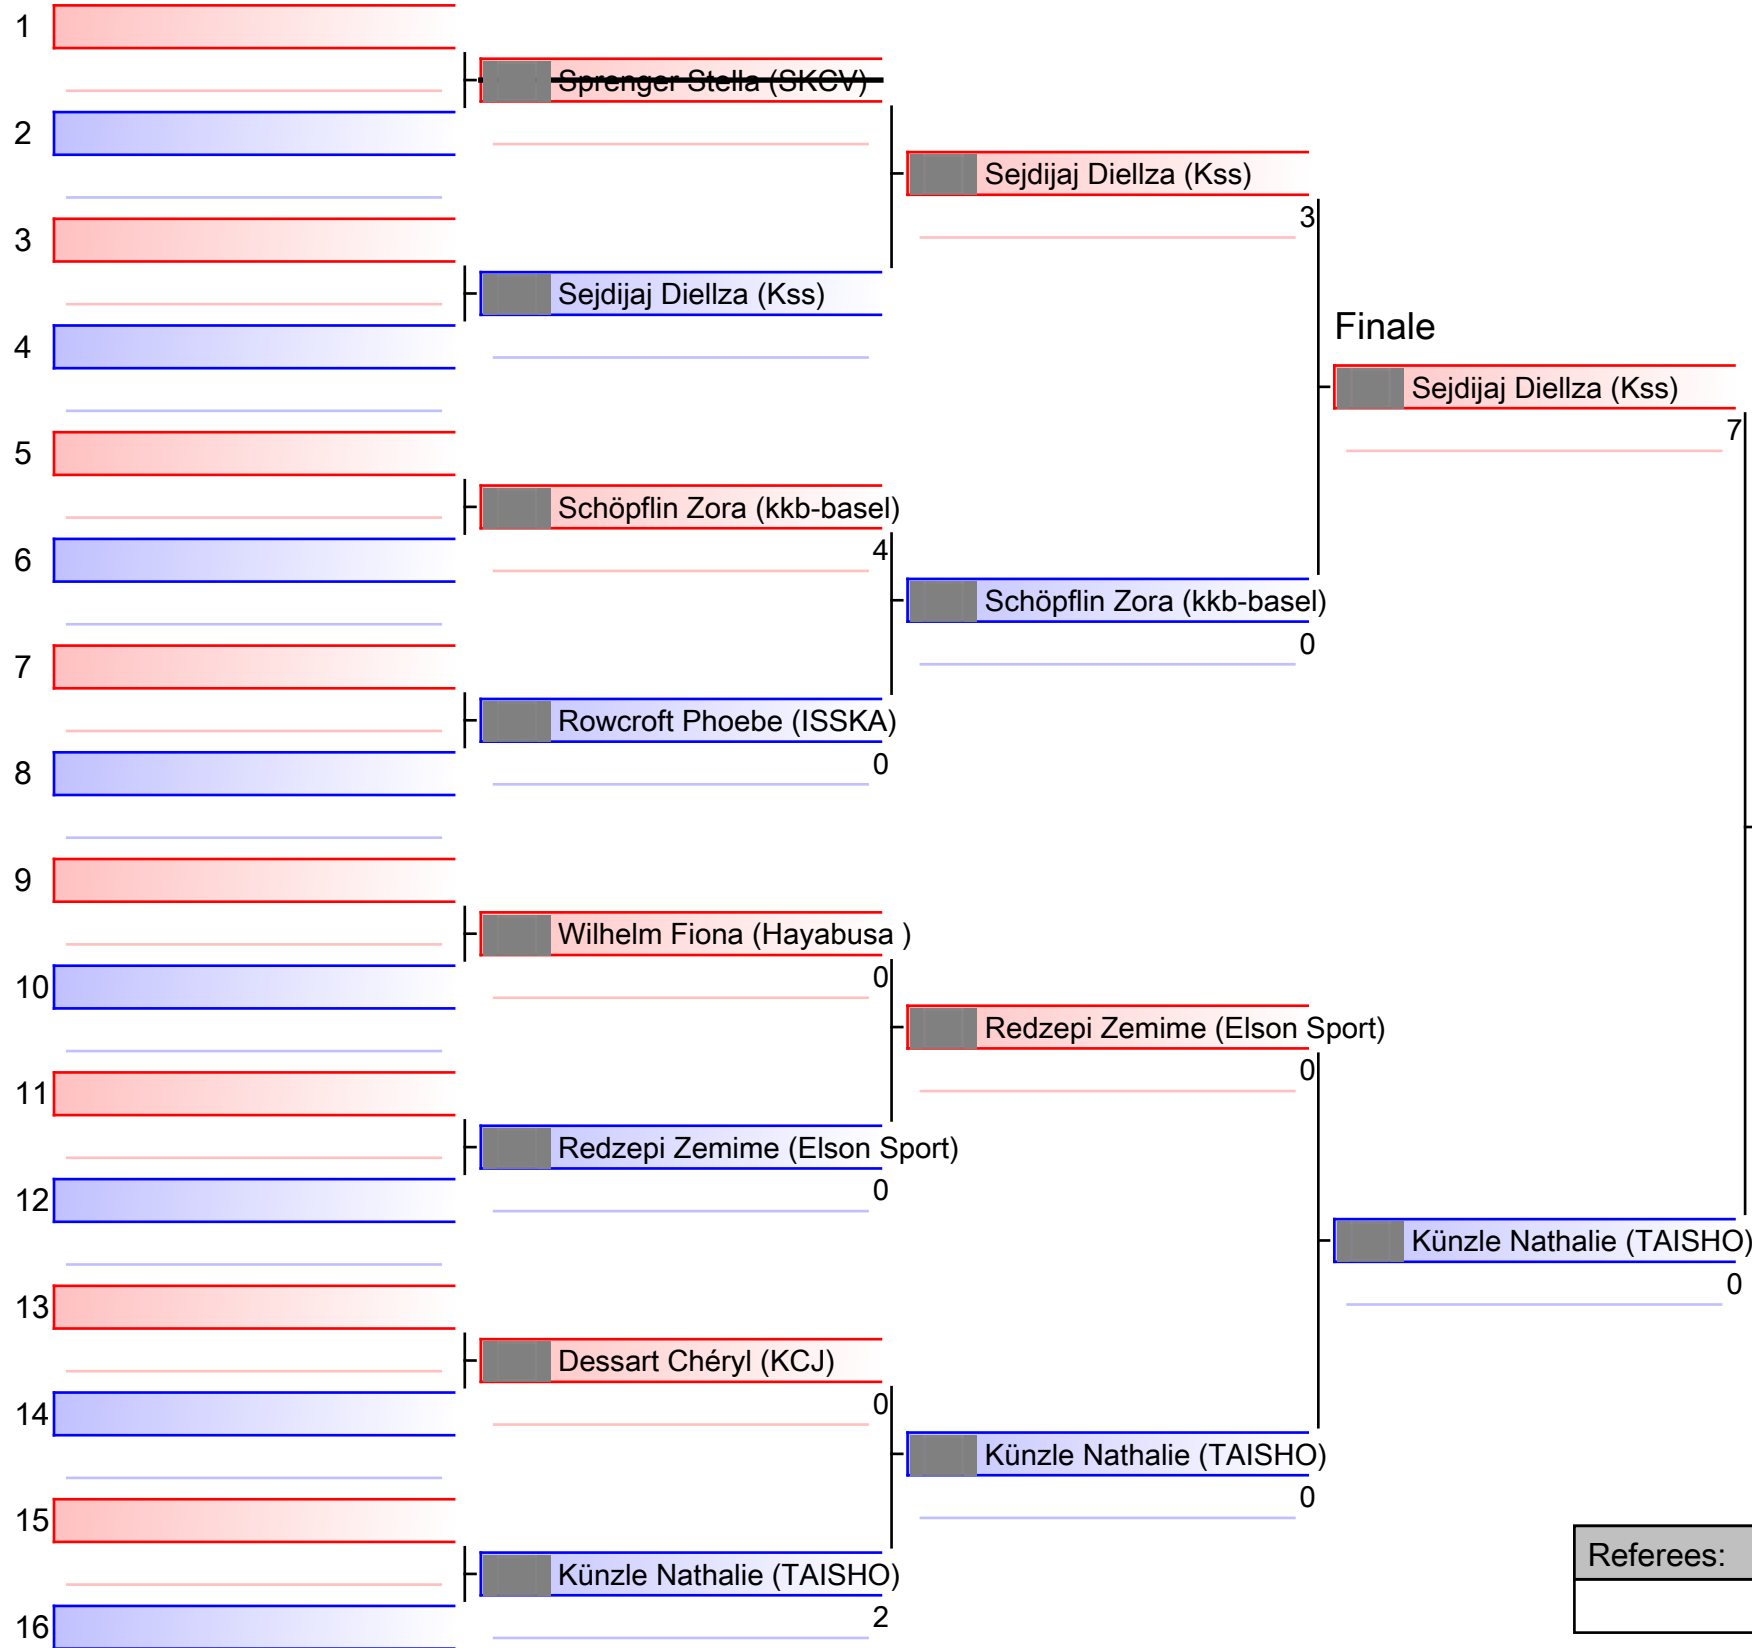 1
Sprenger Stella (SKCV)
2
Sejdijaj Diellza (Kss)
3
3
Sejdijaj Diellza (Kss)
4
Finale
Sejdijaj Diellza (Kss)
7
5
Schöpflin Zora (kkb-basel)
4
6
Schöpflin Zora (kkb-basel)
0
7
Rowcroft Phoebe (ISSKA)
0
8
9
Wilhelm Fiona (Hayabusa )
0
10
Redzepi Zemime (Elson Sport)
0
11
Redzepi Zemime (Elson Sport)
0
12
Künzle Nathalie (TAISHO)
0
13
Dessart Chéryl (KCJ)
0
14
Künzle Nathalie (TAISHO)
0
15
Referees:
Künzle Nathalie (TAISHO)
2
16